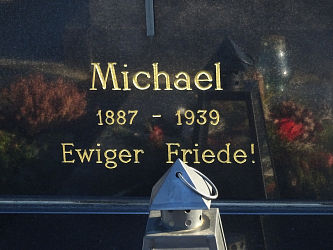 Michael
1887 - 1939
Ewiger Friede!